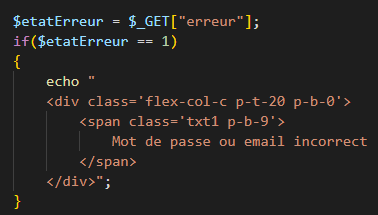 $etatErreur = $_GET["erreur"];
if($etatErreur == 1)
{
    echo "
    <div class='flex-col-c p-t-20 p-b-0'>
        <span class='txt1 p-b-9'>
            Mot de passe ou email incorrect
        </span>
    </div>";
}